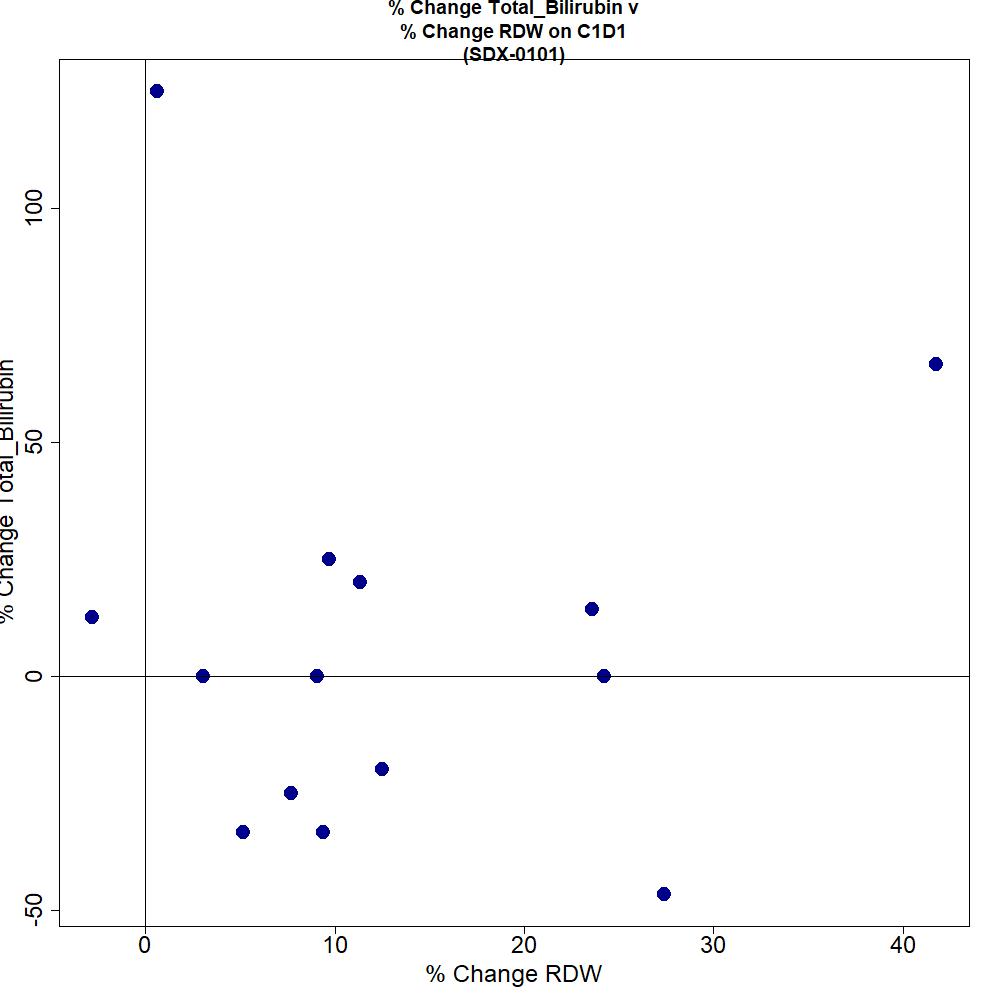 % Change Total_Bilirubin v
% Change RDW on C1D1
(SDX-0101)
% Change Total_Bilirubin
100
50
0
-50
0
10
20
30
40
% Change RDW